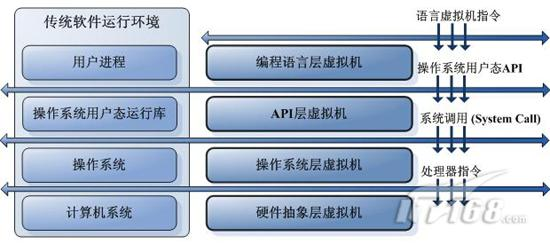 传统软件运行环境
语言虚拟机指令
用户进程
编程语言层虚拟机
操作系统用户态API
操作系统用户态运行库
API层虚拟机
系统调用 (System Call)
操作系统
操作系统层虚拟机
处理器指令
计算机系统
硬件抽象层虚拟机
IT168.com